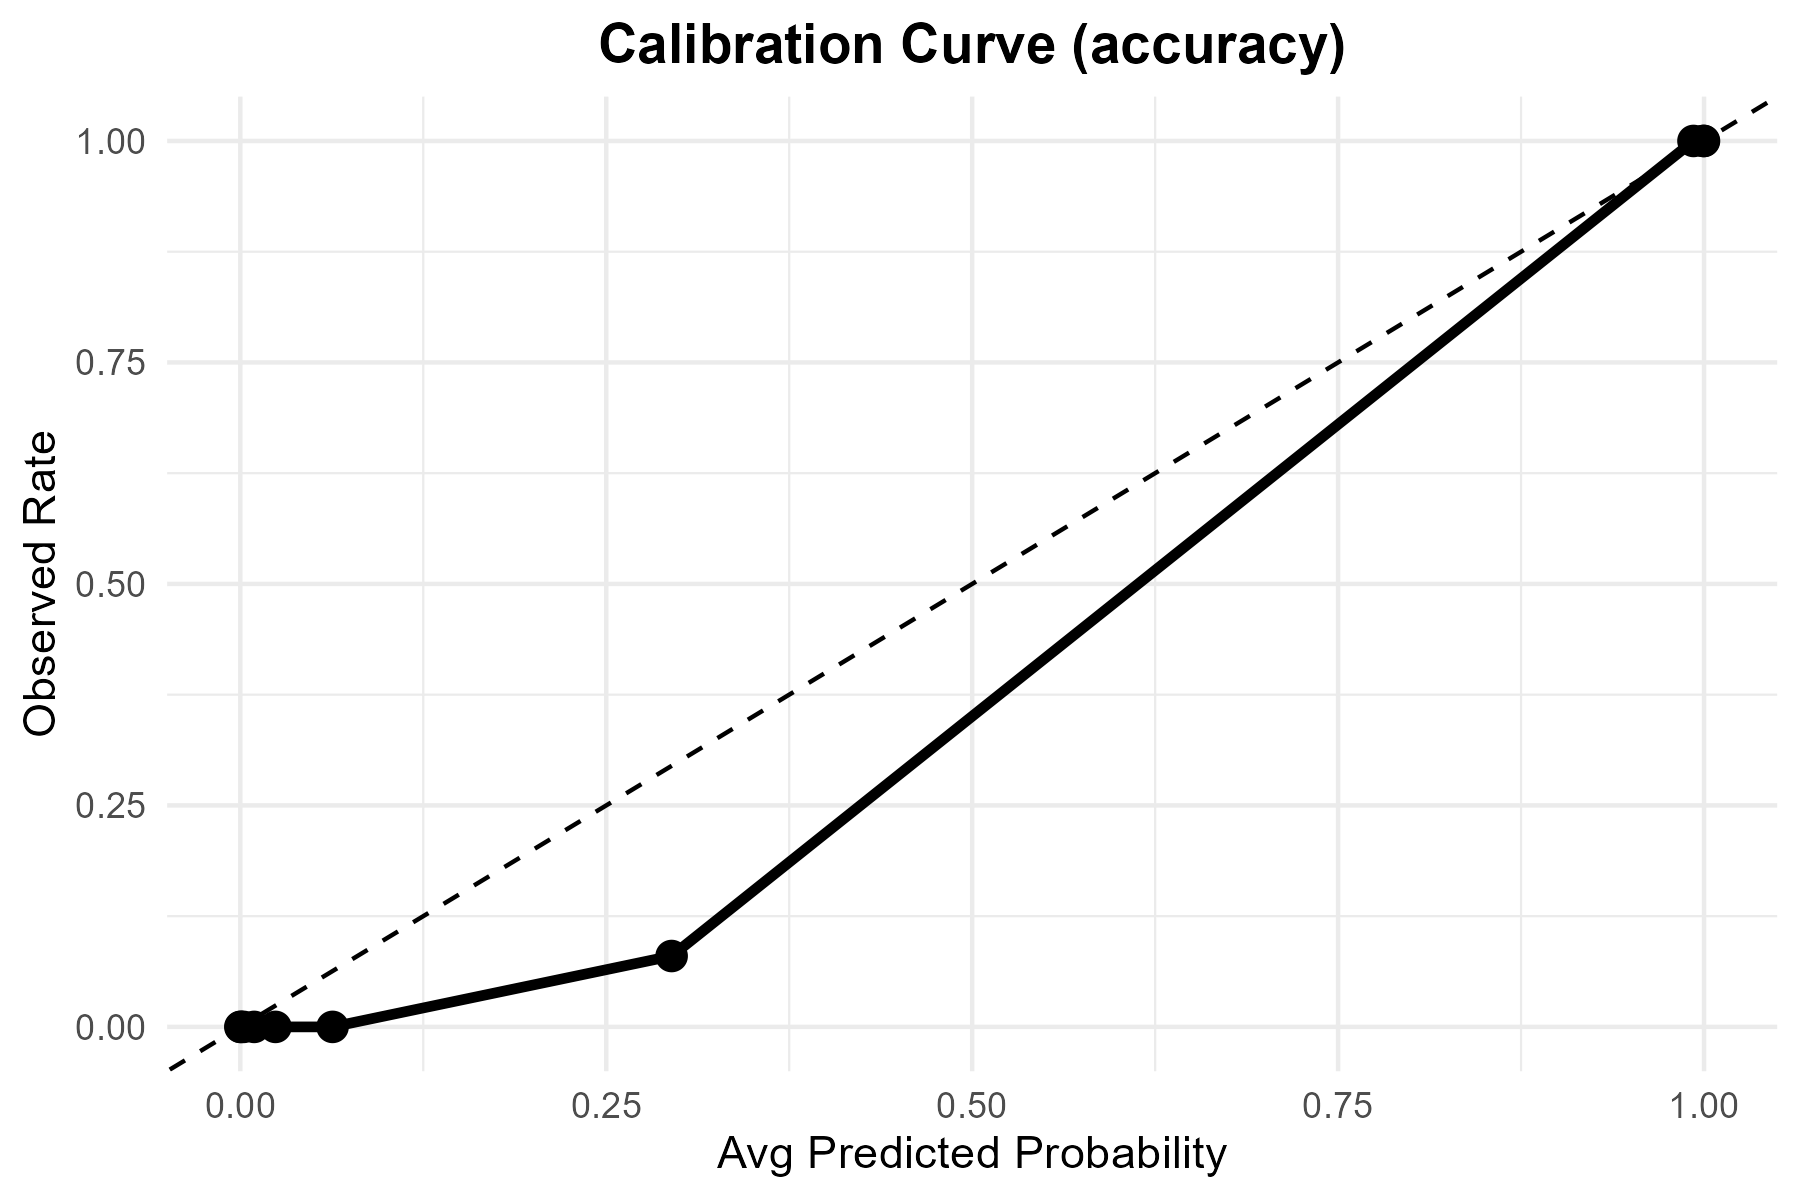 Calibration Curve (accuracy)
1.00
0.75
0.50
0.25
0.00
Observed Rate
0.00 0.25 0.50 0.75 1.00
Avg Predicted Probability